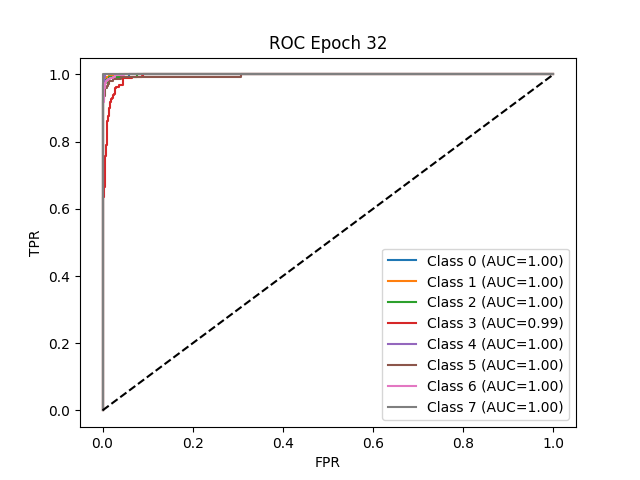 ROC Epoch 32
TPR
1.0
0.8
0.6
0.4
0.2
0.0
Class 0 (AUC=1.00)
Class 1 (AUC=1.00)
Class 2 (AUC=1.00)
Class 3 (AUC=0.99)
Class 4 (AUC=1.00)
Class 5 (AUC=1.00)
Class 6 (AUC=1.00)
Class 7 (AUC=1.00)
0.0 0.2 0.4 0.6 0.8 1.0
FPR